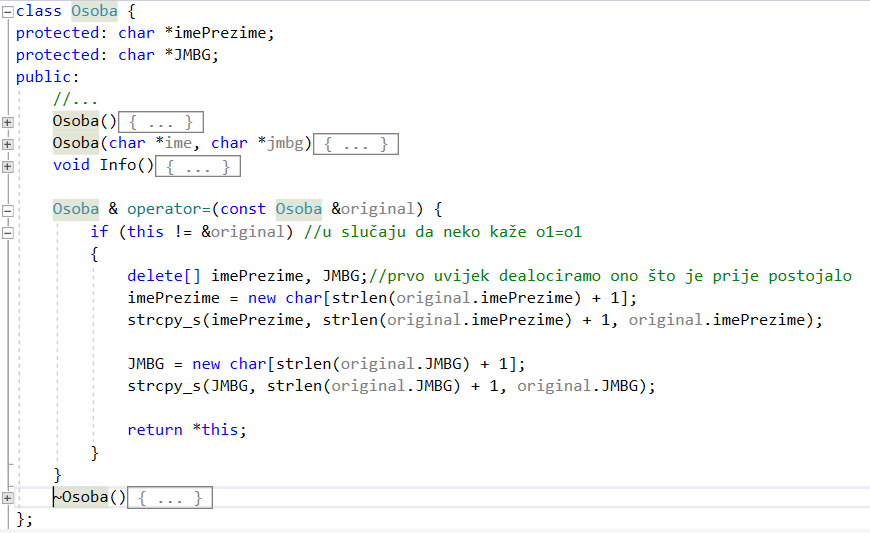 class Osoba {
protected: char *imePrezime;
protected: char *JMBG;
public:
    //...
    Osoba(){ ... }
    Osoba(char *ime, char *jmbg){ ... }
    void Info(){ ... }

    Osoba & operator=(const Osoba &original) {
        if (this != &original) //u slučaju da neko kaže o1=o1
        {
            delete[] imePrezime, JMBG;//prvo uvijek dealociramo ono što je prije postojalo
            imePrezime = new char[strlen(original.imePrezime) + 1];
            strcpy_s(imePrezime, strlen(original.imePrezime) + 1, original.imePrezime);

            JMBG = new char[strlen(original.JMBG) + 1];
            strcpy_s(JMBG, strlen(original.JMBG) + 1, original.JMBG);

            return *this;
        }
    }
    ~Osoba(){ ... }
};